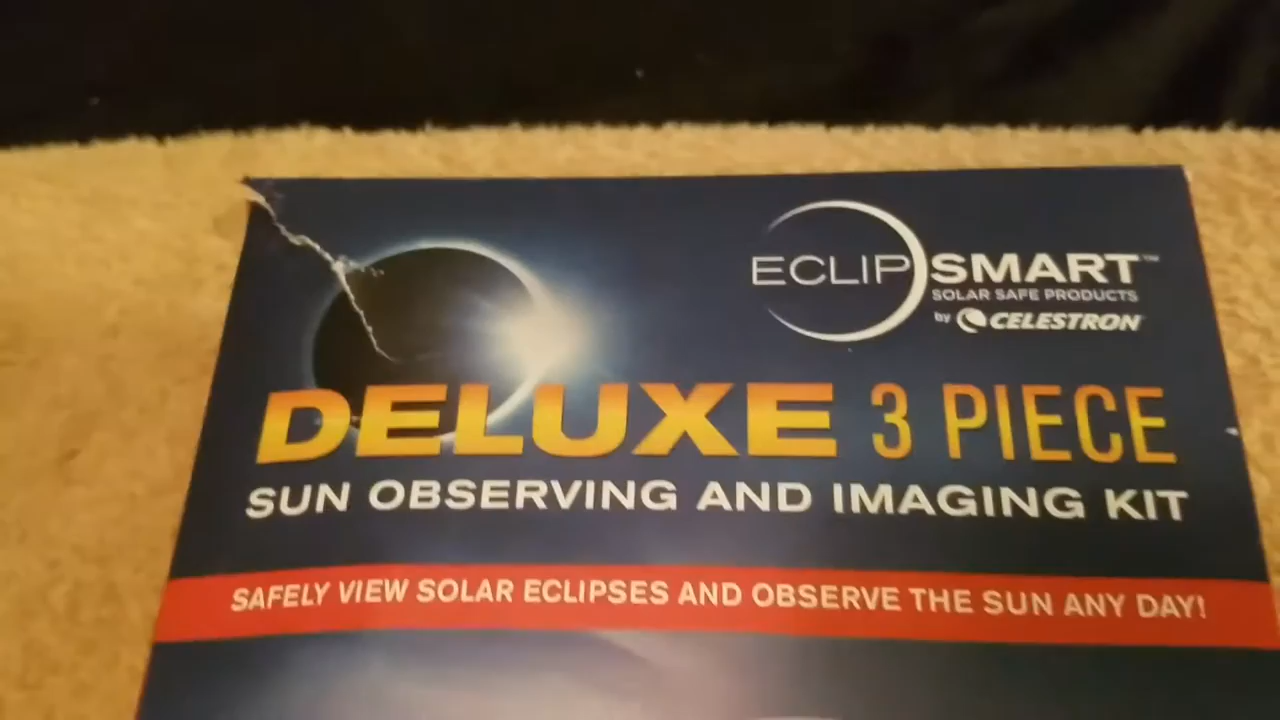 ECLIPSMART™
SOLAR SAFE PRODUCTS
by CELESTRON
DELUXE 3 PIECE
SUN OBSERVING AND IMAGING KIT
SAFELY VIEW SOLAR ECLIPSES AND OBSERVE THE SUN ANY DAY!